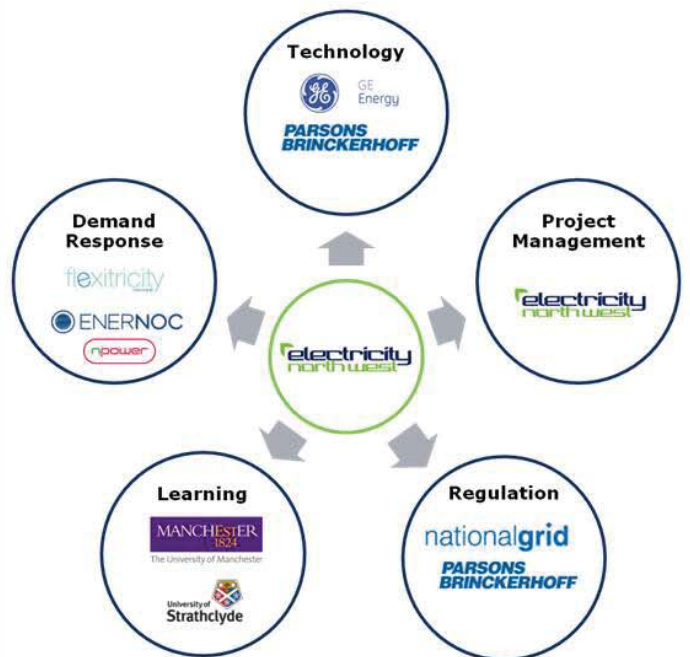 Technology
GE
Energy
PARSONS
BRINCKERHOFF
Demand
Response
flexitricity
ENERNOC
npower
Project
Management
electricity
north west
electricity
north west
Learning
MANCHESTER
1824
The University of Manchester
University of
Strathclyde
Regulation
nationalgrid
PARSONS
BRINCKERHOFF